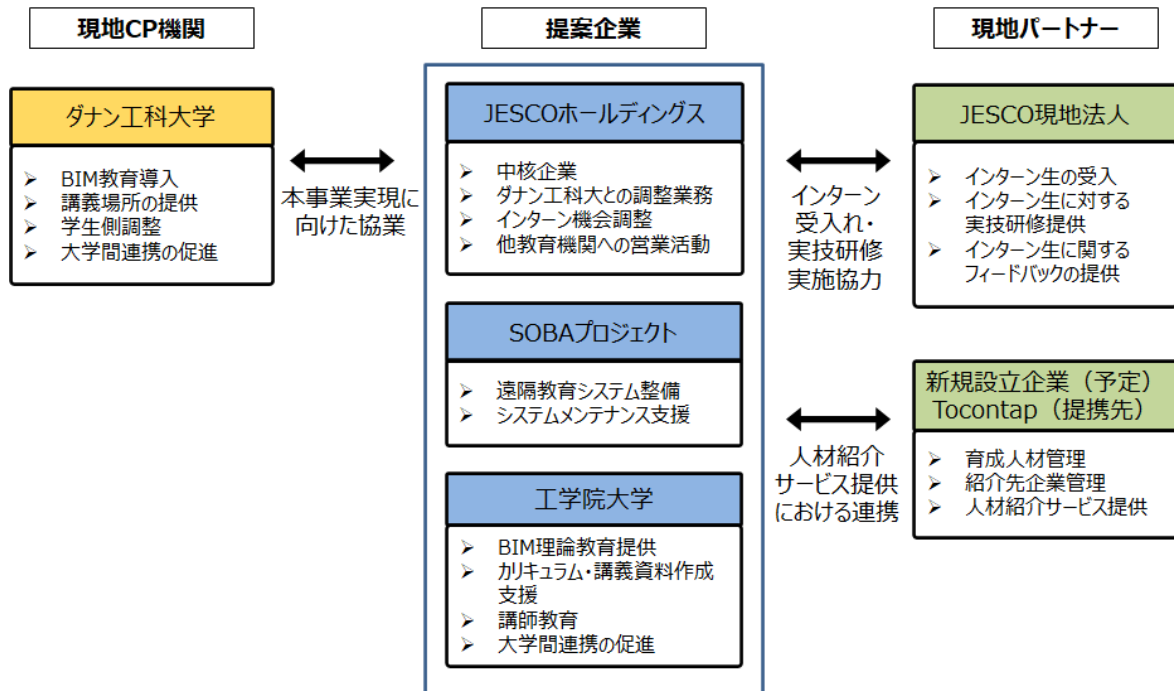 現地CP機関
提案企業
現地パートナー
ダナン工科大学
➢ BIM教育導入
➢ 講義場所の提供
➢ 学生側調整
➢ 大学間連携の促進
本事業実現に
向けた協業
JESCOホールディングス
➢ 中核企業
➢ ダナン工科大との調整業務
➢ インターン機会調整
➢ 他教育機関への営業活動
SOBAプロジェクト
➢ 遠隔教育システム整備
➢ システムメンテナンス支援
工学院大学
➢ BIM理論教育提供
➢ カリキュラム・講義資料作成
支援
➢ 講師教育
➢ 大学間連携の促進
インターン
受入れ・
実技研修
実施協力
人材紹介
サービス提供
における連携
JESCO現地法人
➢ インターン生の受入
➢ インターン生に対する
実技研修提供
➢ インターン生に関する
フィードバックの提供
新規設立企業（予定）
Tocontap（提携先）
➢ 育成人材管理
➢ 紹介先企業管理
➢ 人材紹介サービス提供